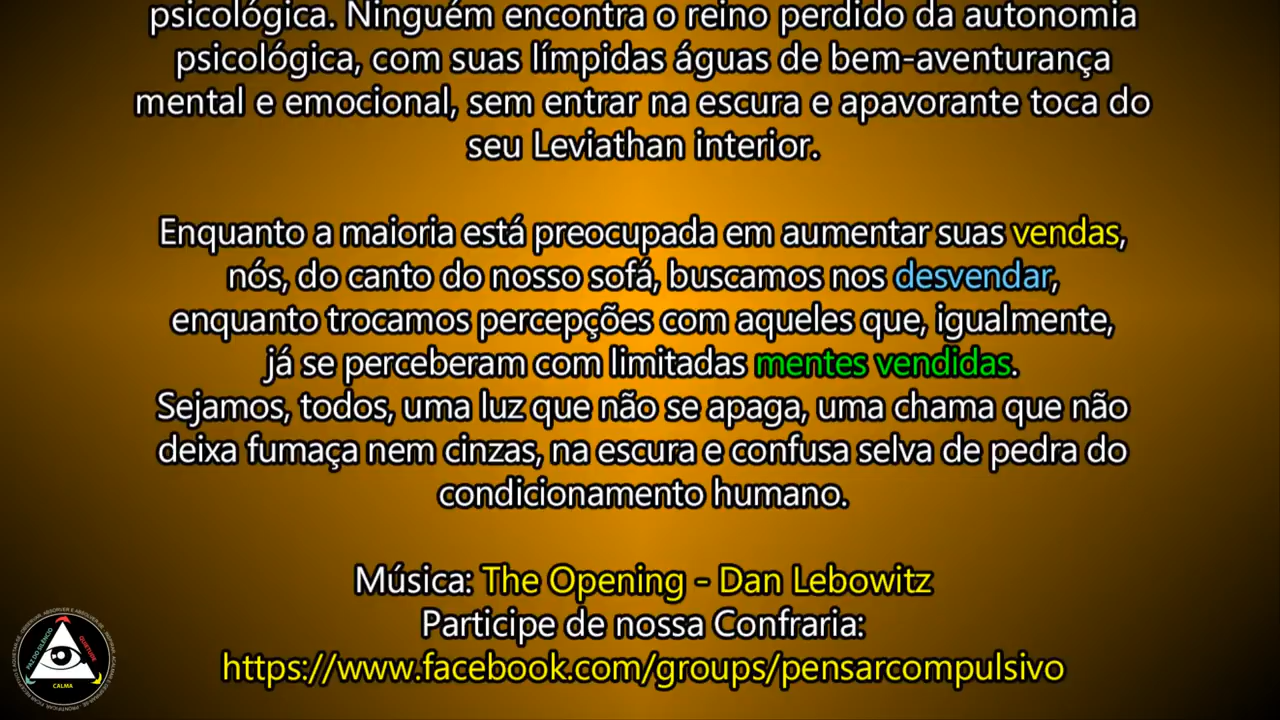 psicológica. Ninguém encontra o reino perdido da autonomia
psicológica, com suas límpidas águas de bem-aventurança
mental e emocional, sem entrar na escura e apavorante toca do
seu Leviathan interior.
Enquanto a maioria está preocupada em aumentar suas vendas,
nós, do canto do nosso sofá, buscamos nos desvendar,
enquanto trocamos percepções com aqueles que, igualmente,
já se perceberam com limitadas mentes vendidas.
Sejamos, todos, uma luz que não se apaga, uma chama que não
deixa fumaça nem cinzas, na escura e confusa selva de pedra do
condicionamento humano.
Música: The Opening - Dan Lebowitz
Participe de nossa Confraria:
https://www.facebook.com/groups/pensarcompulsivo
PAZ DO SILÊNCIO
QUIETUDE
CALMA